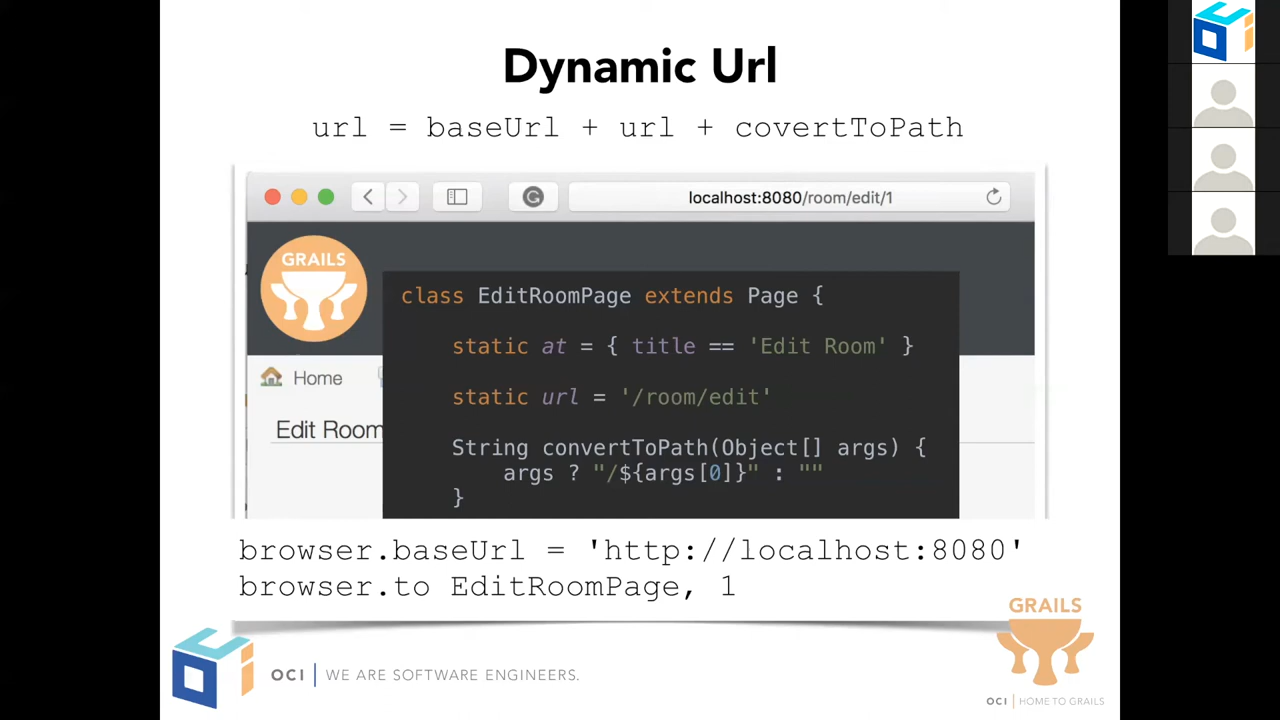 Dynamic Url
url = baseUrl + url + covertToPath
localhost:8080/room/edit/1
GRAILS
class EditRoomPage extends Page {
static at = { title == 'Edit Room' }
Home
static url = '/room/edit'
Edit Room
String convertToPath(Object[] args) {
args ? "/${args[0]}" : ""
}
browser.baseUrl = 'http://localhost:8080'
browser.to EditRoomPage, 1
GRAILS
OCI | WE ARE SOFTWARE ENGINEERS.
OCI | HOME TO GRAILS